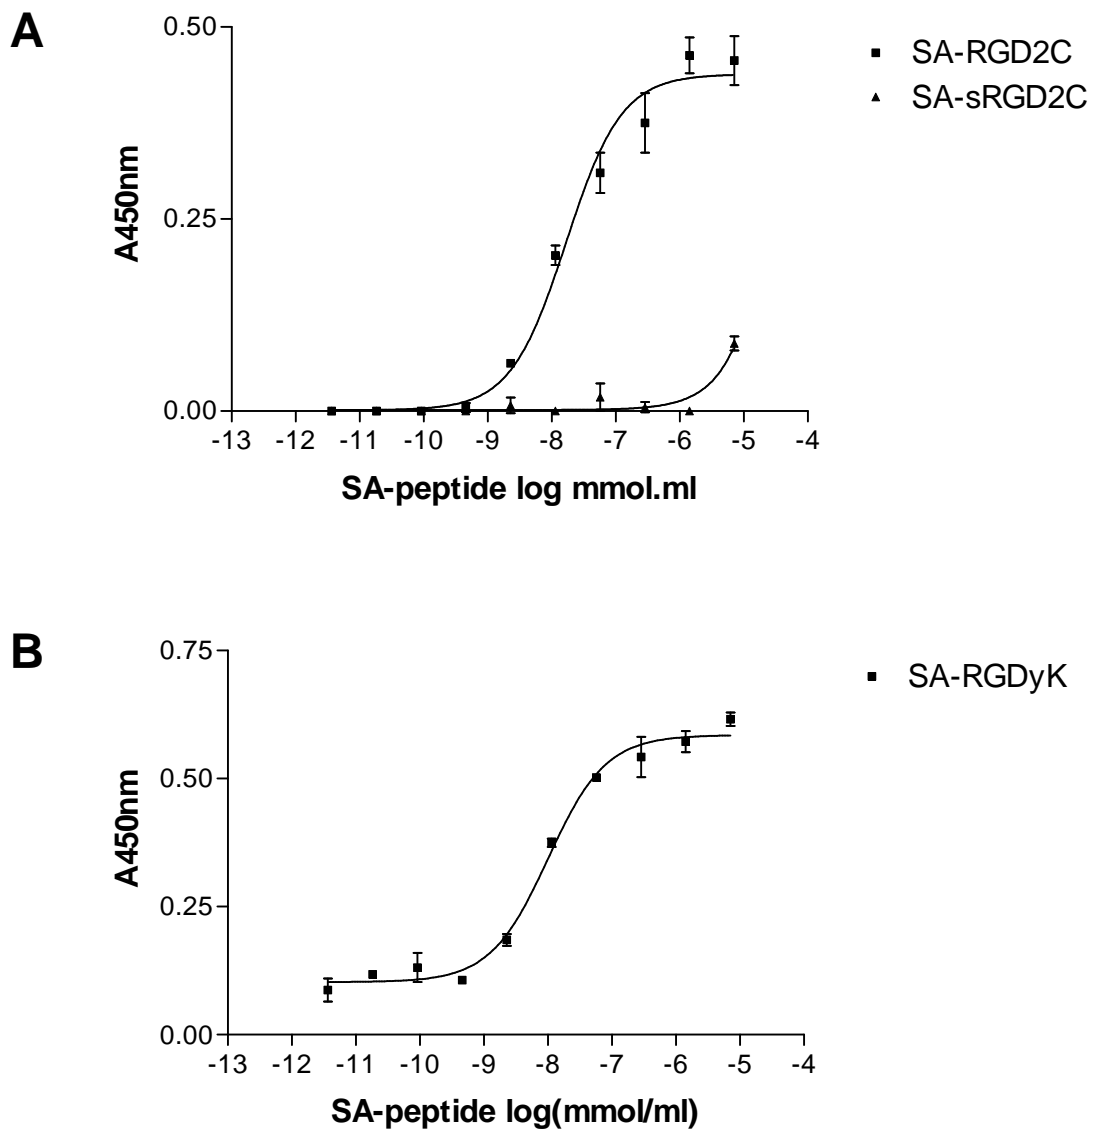 A
SA-RGD2C
SA-sRGD2C
A450nm
0.50
0.25
0.00
-13 -12 -11 -10 -9 -8 -7 -6 -5 -4
SA-peptide log mmol.ml
B
SA-RGDyK
A450nm
0.75
0.50
0.25
0.00
-13 -12 -11 -10 -9 -8 -7 -6 -5 -4
SA-peptide log(mmol/ml)